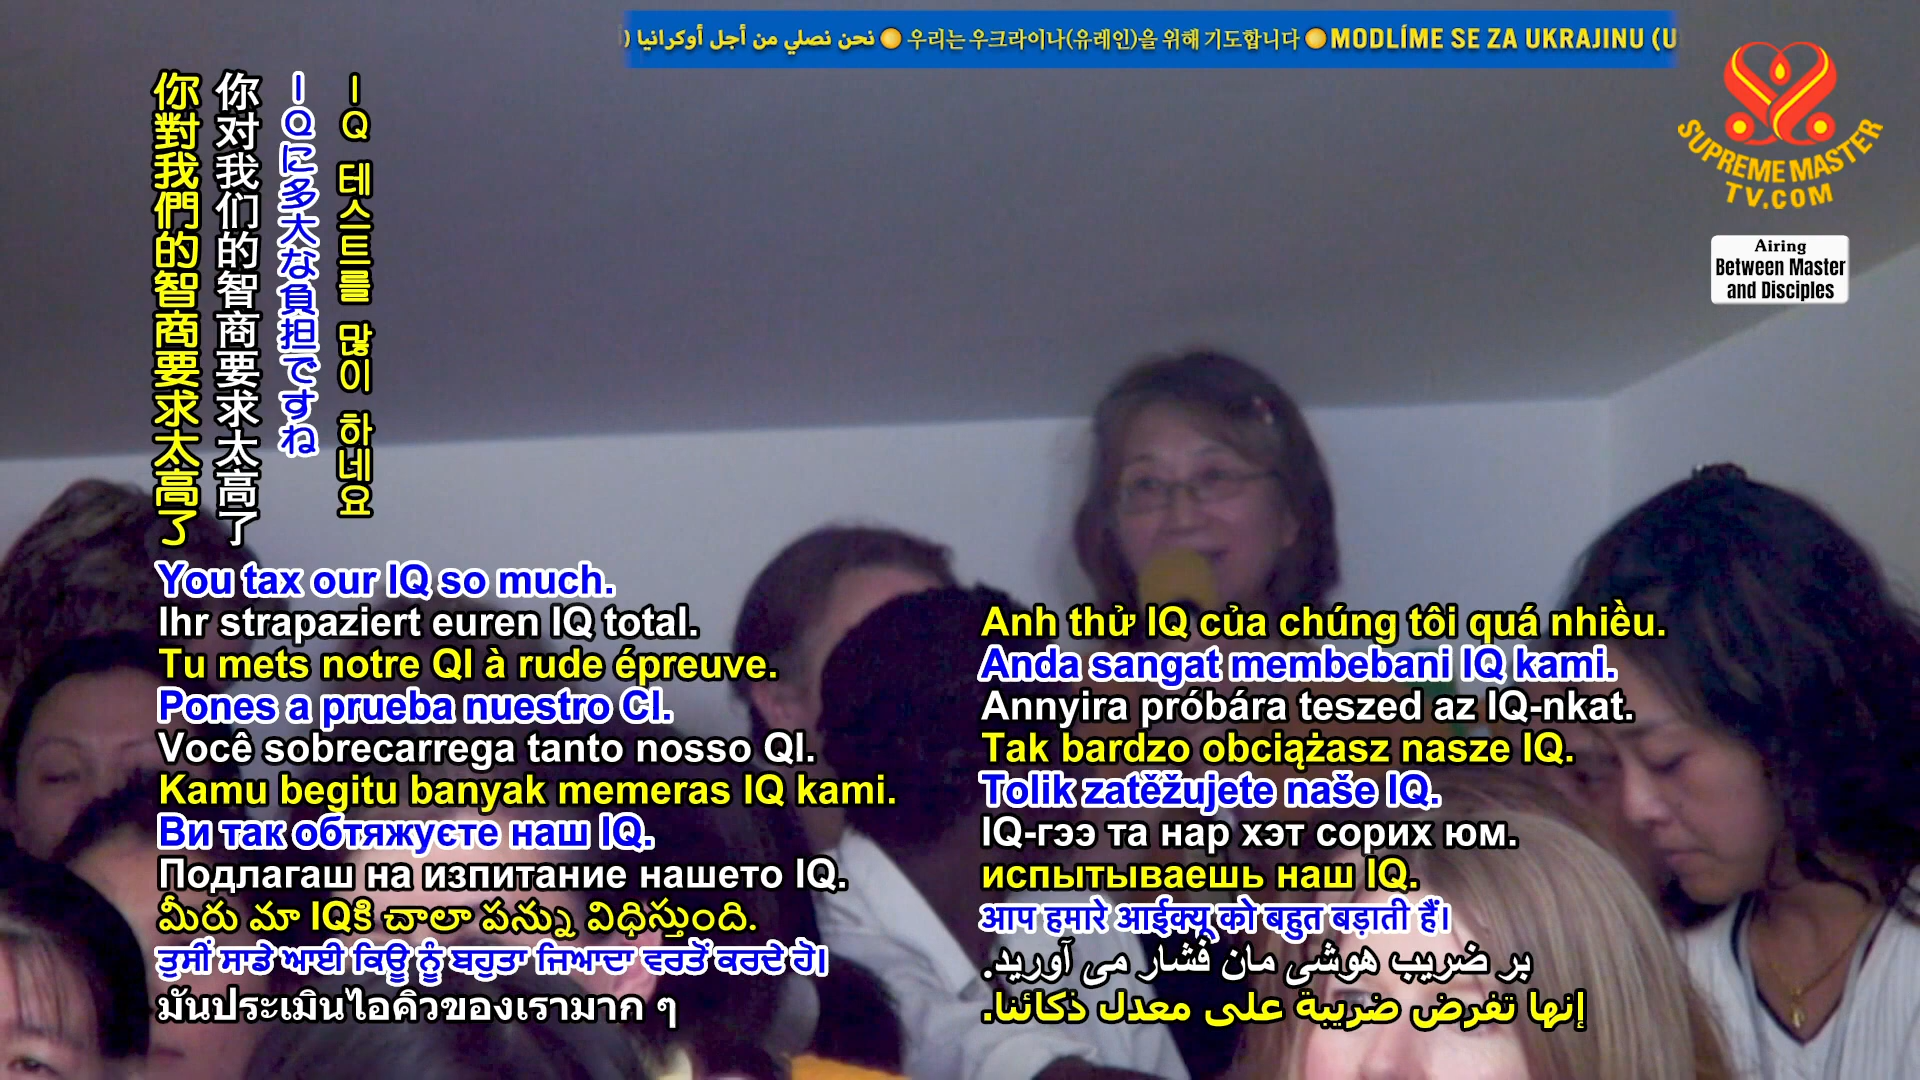 نحن نصلي من أجل أوكرانيا ( 우리는 우크라이나(유레인)을 위해 기도합니다 MODLÍME SE ZA UKRAJINU (U
SUPREME MASTER
TV.COM
Airing
Between Master
and Disciples
你對我們的智商要求太高了
你对我们的智商要求太高了
IQに多大な負担ですね
IQ 테스트를 많이 하네요
You tax our IQ so much.
Ihr strapaziert euren IQ total.
Tu mets notre QI à rude épreuve.
Pones a prueba nuestro CI.
Você sobrecarrega tanto nosso QI.
Kamu begitu banyak memeras IQ kami.
Ви так обтяжуєте наш IQ.
Подлагаш на изпитание нашето IQ.
మీరు మా IQకి చాలా పన్ను విధిస్తుంది.
ਤੁਸੀਂ ਸਾਡੇ ਆਈ ਕਿਊ ਨੂੰ ਬਹੁਤਾ ਜਿਆਦਾ ਵਰਤੋਂ ਕਰਦੇ ਹੋ।
มันประเมินไอคิวของเรามาก ๆ
Anh thử IQ của chúng tôi quá nhiều.
Anda sangat membebani IQ kami.
Annyira próbára teszed az IQ-nkat.
Tak bardzo obciążasz nasze IQ.
Tolik zatěžujete naše IQ.
IQ-гээ та нар хэт сорих юм.
испытываешь наш IQ.
आप हमारे आईक्यू को बहुत बड़ाती हैं।
بر ضریب هوشی مان فشار می آورید.
إنها تفرض ضريبة على معدل ذكائنا.